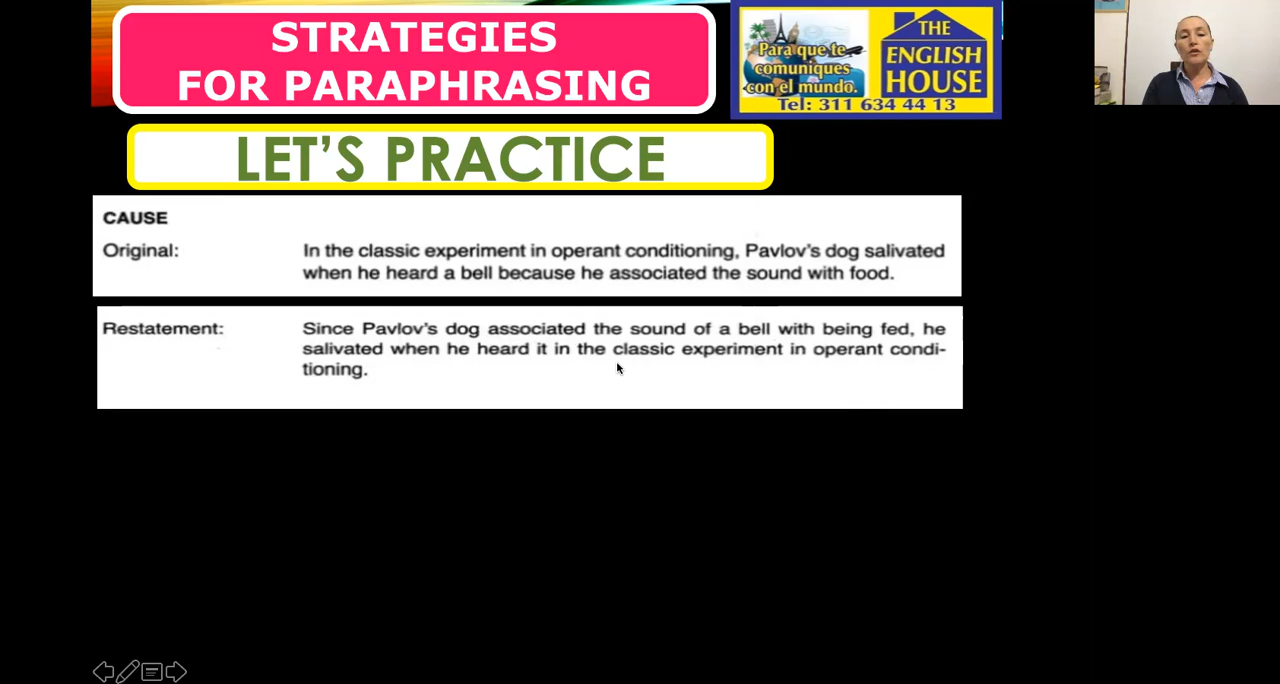 STRATEGIES
FOR PARAPHRASING
Para que te
comuniques
con el mundo.
THE
ENGLISH
HOUSE
Tel: 311 634 44 13
LET'S PRACTICE
CAUSE
Original: In the classic experiment in operant conditioning, Pavlov's dog salivated
when he heard a bell because he associated the sound with food.
Restatement: Since Pavlov's dog associated the sound of a bell with being fed, he
salivated when he heard it in the classic experiment in operant condi-
tioning.